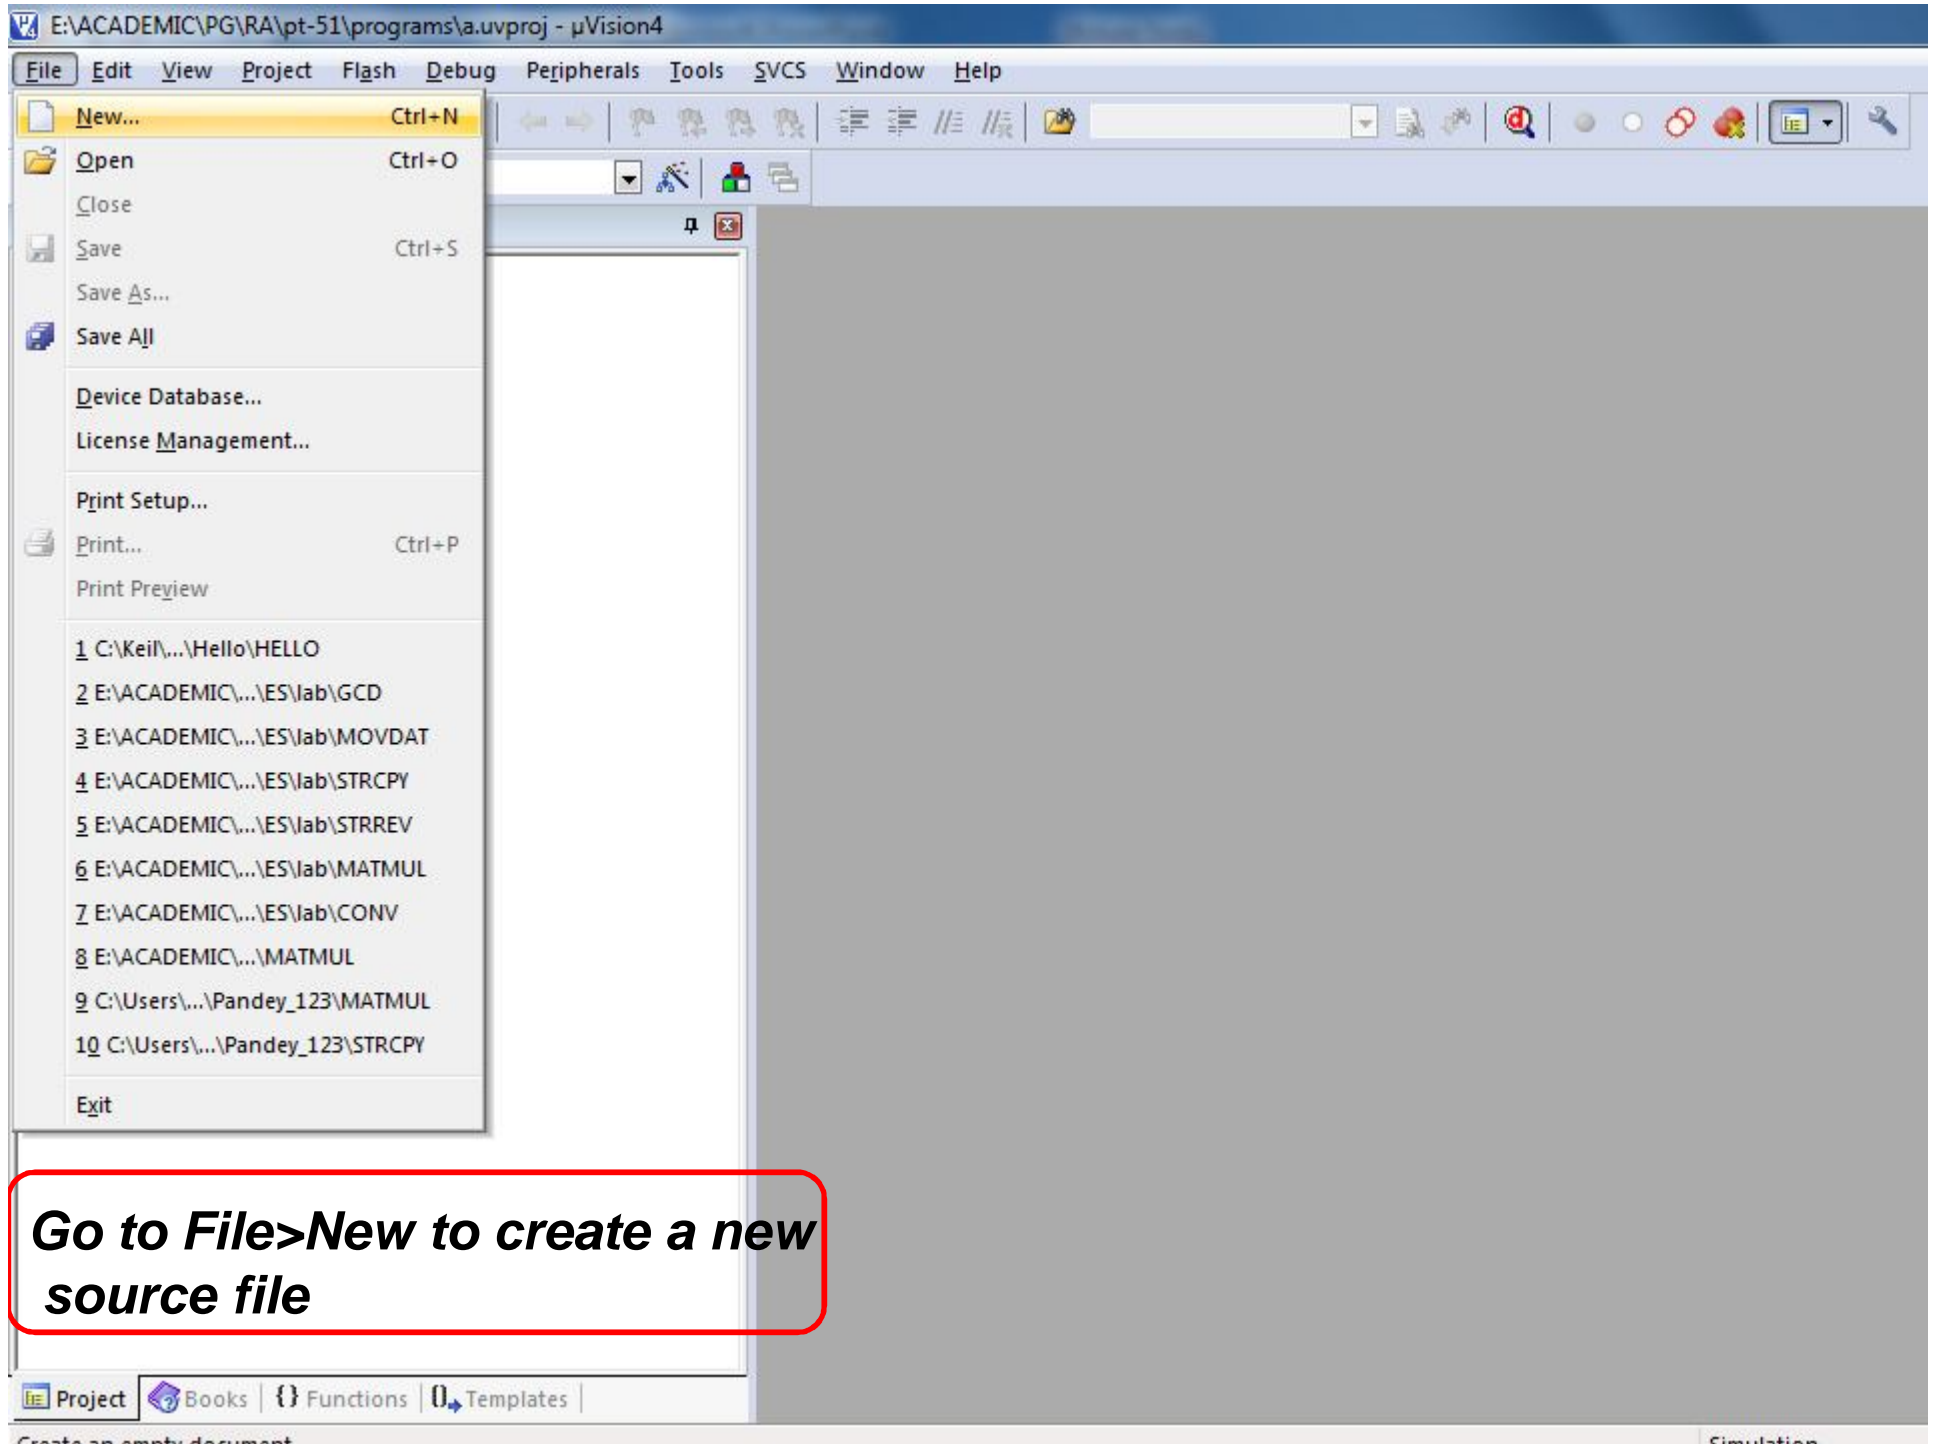 E:\ACADEMIC\PG\RA\pt-51\programs\a.uvproj - µVision4
File Edit View Project Flash Debug Peripherals Tools SVCS Window Help
New... Ctrl+N
Open Ctrl+O
Close
Save Ctrl+S
Save As...
Save All
Device Database...
License Management...
Print Setup...
Print... Ctrl+P
Print Preview
1 C:\Keil\...\Hello\HELLO
2 E:\ACADEMIC\...\ES\lab\GCD
3 E:\ACADEMIC\...\ES\lab\MOVDAT
4 E:\ACADEMIC\...\ES\lab\STRCPY
5 E:\ACADEMIC\...\ES\lab\STRREV
6 E:\ACADEMIC\...\ES\lab\MATMUL
7 E:\ACADEMIC\...\ES\lab\CONV
8 E:\ACADEMIC\...\MATMUL
9 C:\Users\...\Pandey_123\MATMUL
10 C:\Users\...\Pandey_123\STRCPY
Exit
Go to File>New to create a new
source file
Project Books {} Functions Templates
Create an empty document Simulation